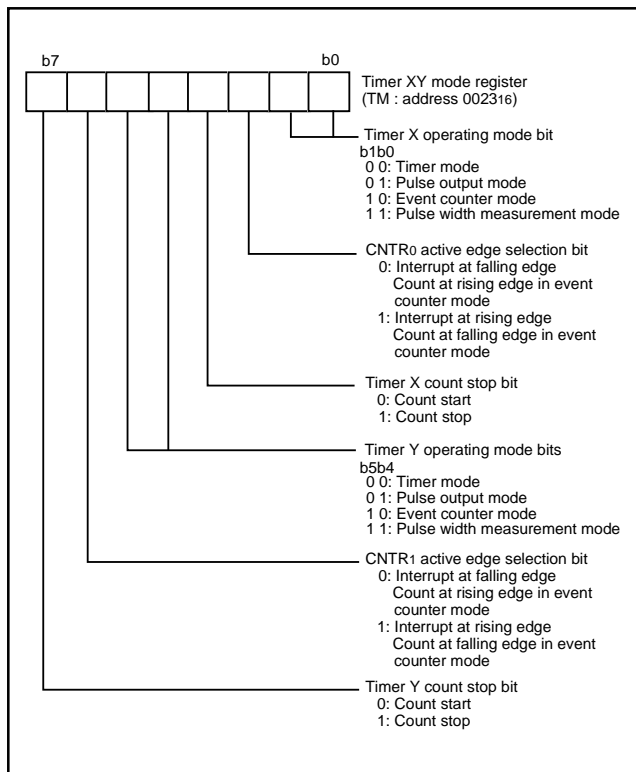 b7 b0
Timer XY mode register
(TM : address 002316)
Timer X operating mode bit
b1b0
0 0: Timer mode
0 1: Pulse output mode
1 0: Event counter mode
1 1: Pulse width measurement mode
CNTR0 active edge selection bit
0: Interrupt at falling edge
Count at rising edge in event
counter mode
1: Interrupt at rising edge
Count at falling edge in event
counter mode
Timer X count stop bit
0: Count start
1: Count stop
Timer Y operating mode bits
b5b4
0 0: Timer mode
0 1: Pulse output mode
1 0: Event counter mode
1 1: Pulse width measurement mode
CNTR1 active edge selection bit
0: Interrupt at falling edge
Count at rising edge in event
counter mode
1: Interrupt at rising edge
Count at falling edge in event
counter mode
Timer Y count stop bit
0: Count start
1: Count stop